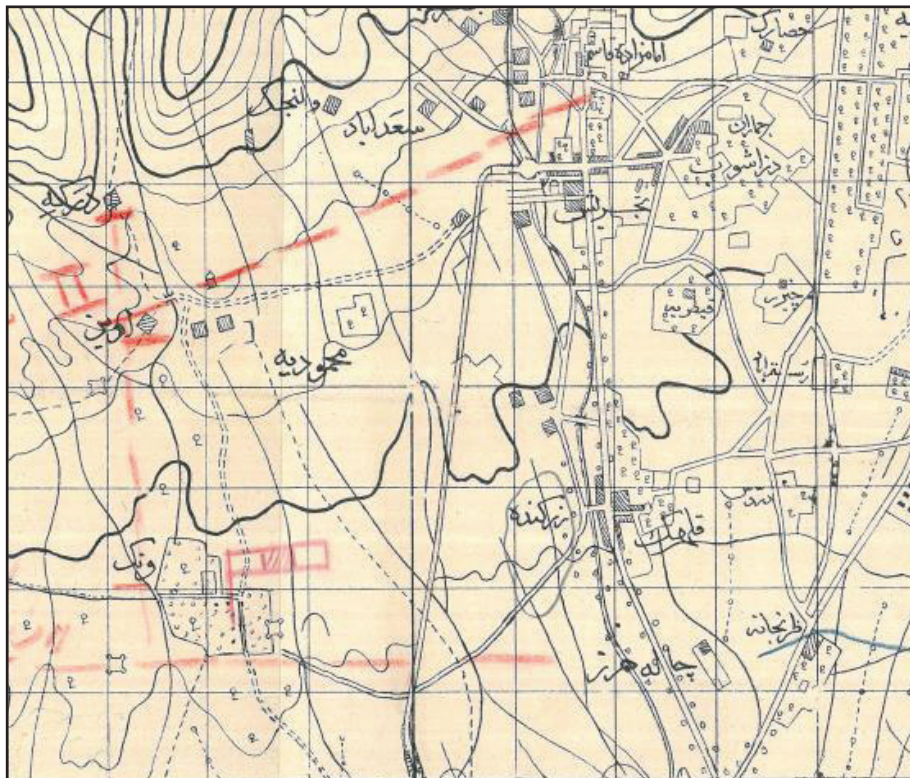 حصارک
امامزاده قاسم
ولنجک
سعدآباد
جماران
دزاشوب
درکه
تجریش
اوین
قیطریه
چیذر
محمودیه
رستم آباد
زرگنده
قلهک
ونک
ظرابخانه
چاله هرز